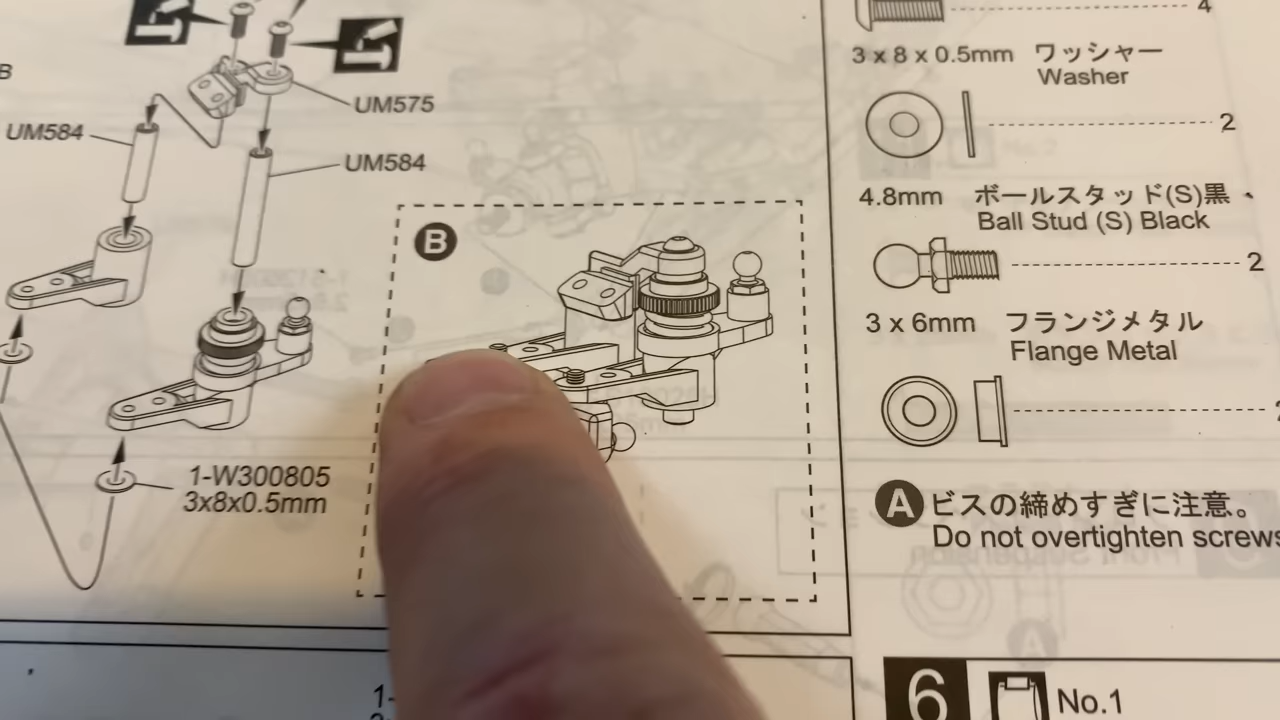 B
UM575
UM584
UM584
1-W300805
3x8x0.5mm
B
4
3 x 8 x 0.5mm ワッシャー
Washer
2
4.8mm ボールスタッド(S)黒
Ball Stud (S) Black
2
3 x 6mm フランジメタル
Flange Metal
A ビスの締めすぎに注意。
Do not overtighten screws
6 No.1
1-